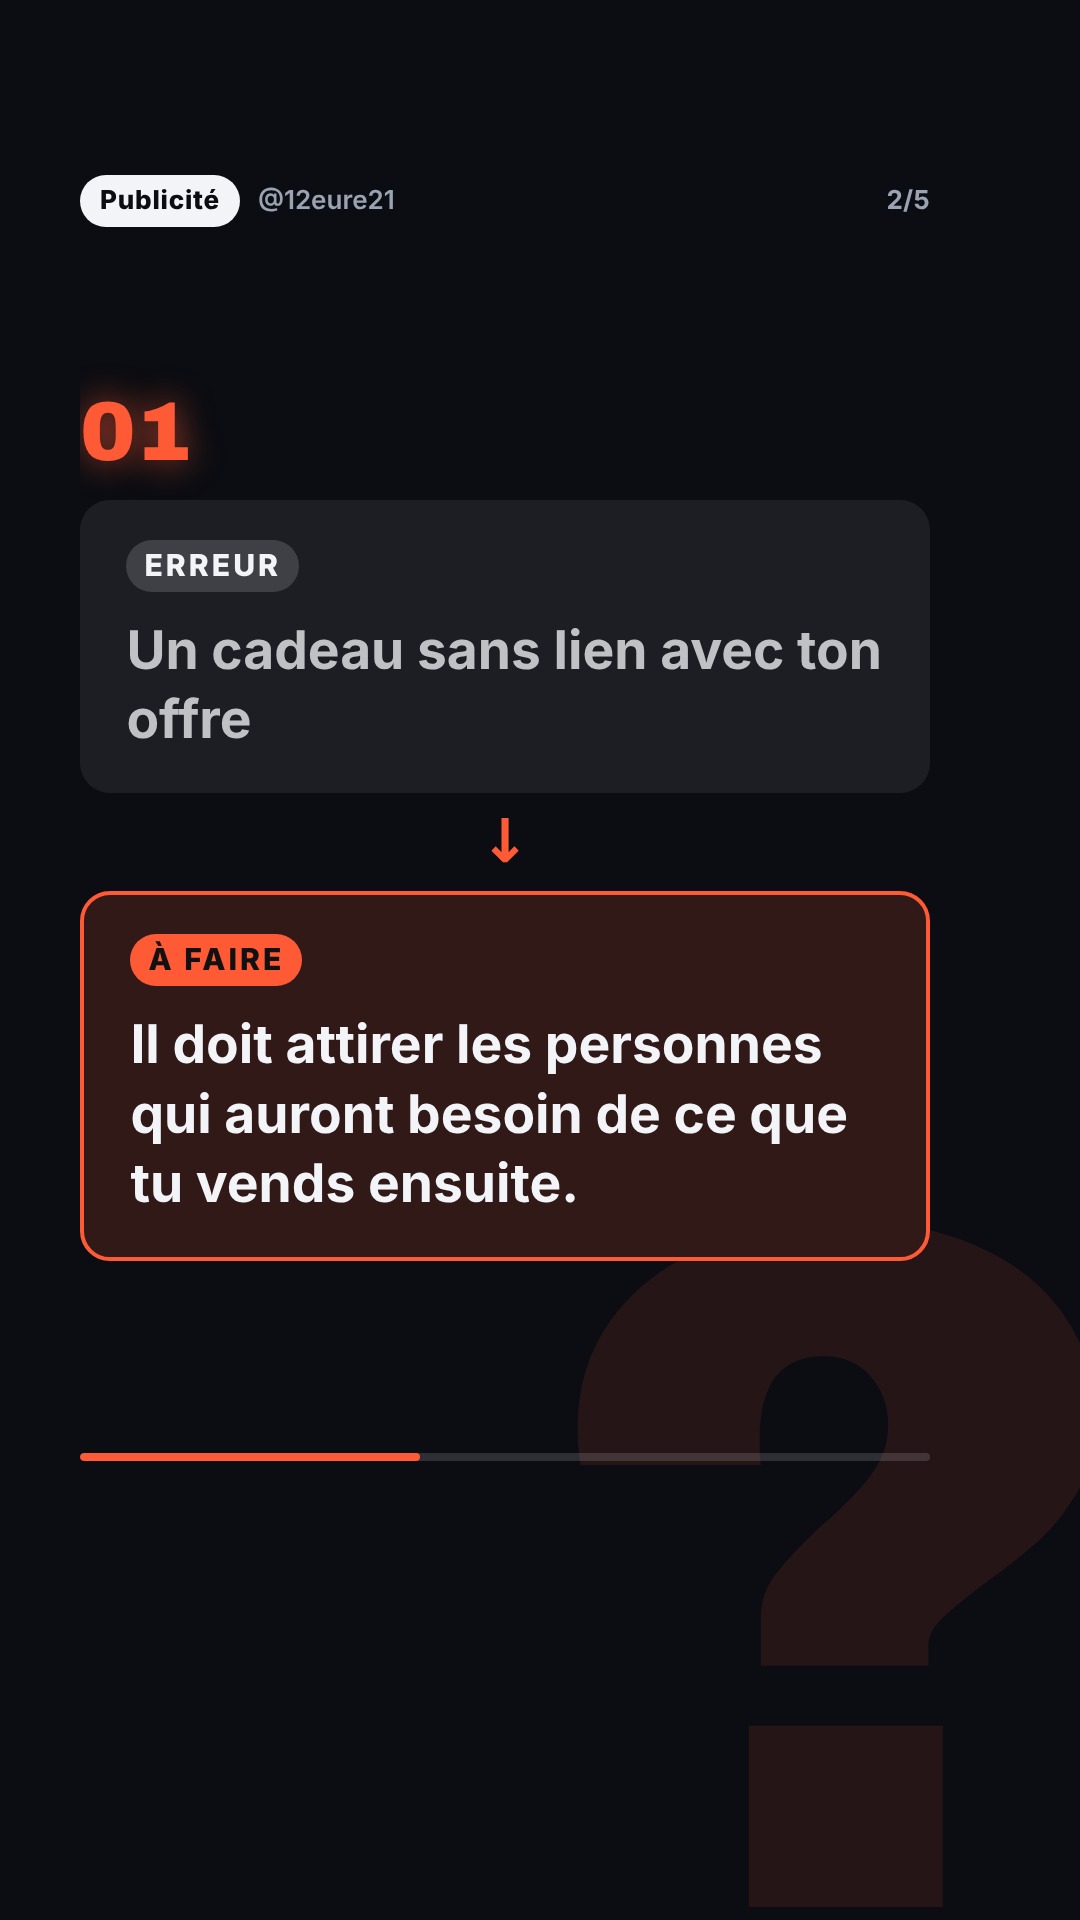 Publicité @12eure21 2/5
01
ERREUR
Un cadeau sans lien avec ton
offre
↓
À FAIRE
Il doit attirer les personnes
qui auront besoin de ce que
tu vends ensuite.
?